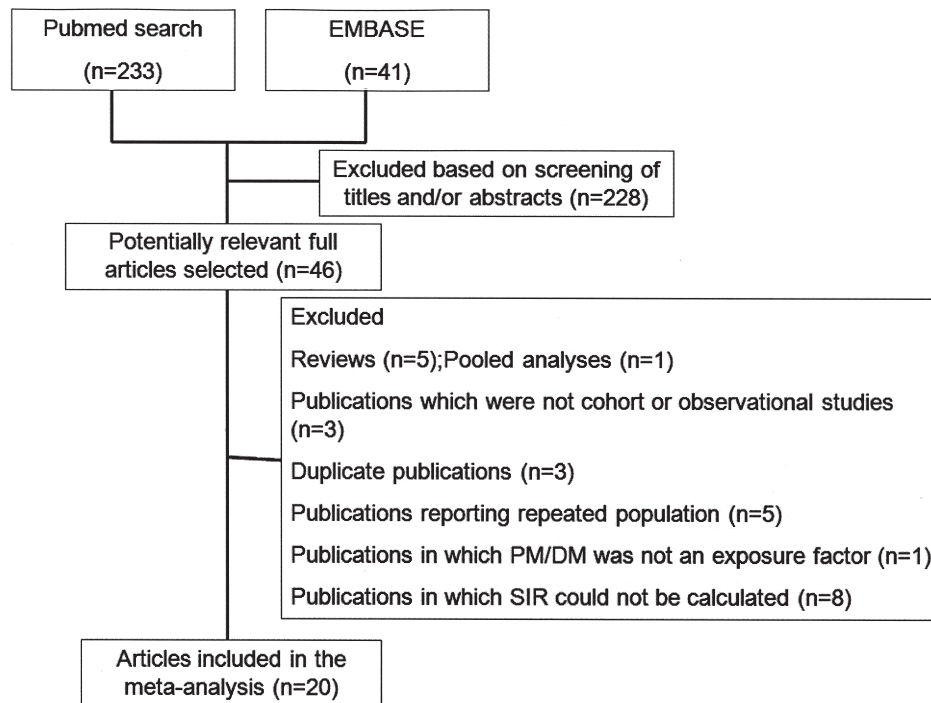 Pubmed search
(n=233)
EMBASE
(n=41)
Excluded based on screening of
titles and/or abstracts (n=228)
Potentially relevant full
articles selected (n=46)
Excluded
Reviews (n=5);Pooled analyses (n=1)
Publications which were not cohort or observational studies
(n=3)
Duplicate publications (n=3)
Publications reporting repeated population (n=5)
Publications in which PM/DM was not an exposure factor (n=1)
Publications in which SIR could not be calculated (n=8)
Articles included in the
meta-analysis (n=20)